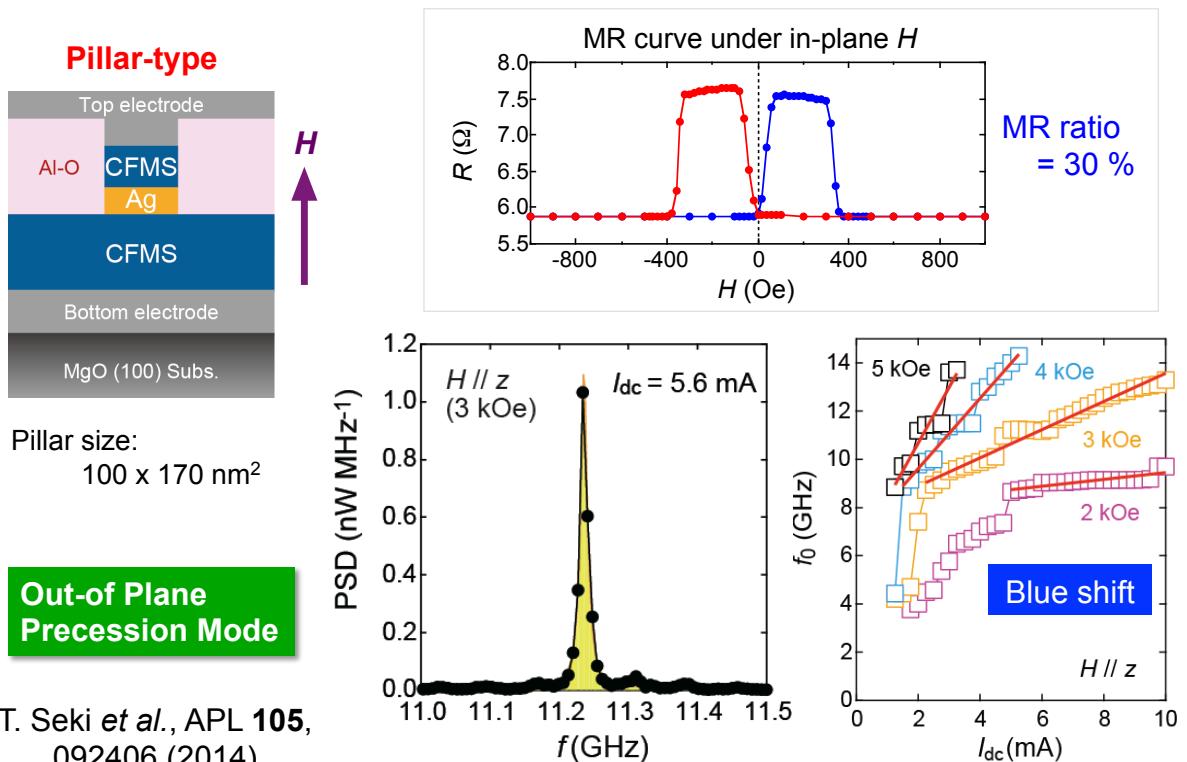 Pillar-type
Top electrode
Al-O
CFMS
Ag
CFMS
Bottom electrode
MgO (100) Subs.
H
Pillar size:
100 x 170 nm²
Out-of Plane
Precession Mode
T. Seki et al., APL 105,
092406 (2014)
MR curve under in-plane H
8.0
7.5
7.0
6.5
6.0
5.5
R (Ω)
-800 -400 0 400 800
H (Oe)
MR ratio
= 30 %
1.2
1.0
0.8
0.6
0.4
0.2
0.0
PSD (nW MHz⁻¹)
H // z
(3 kOe)
Idc = 5.6 mA
11.0 11.1 11.2 11.3 11.4 11.5
f (GHz)
14
12
10
8
6
4
2
0
f₀ (GHz)
5 kOe
4 kOe
3 kOe
2 kOe
Blue shift
H // z
0 2 4 6 8 10
Idc (mA)